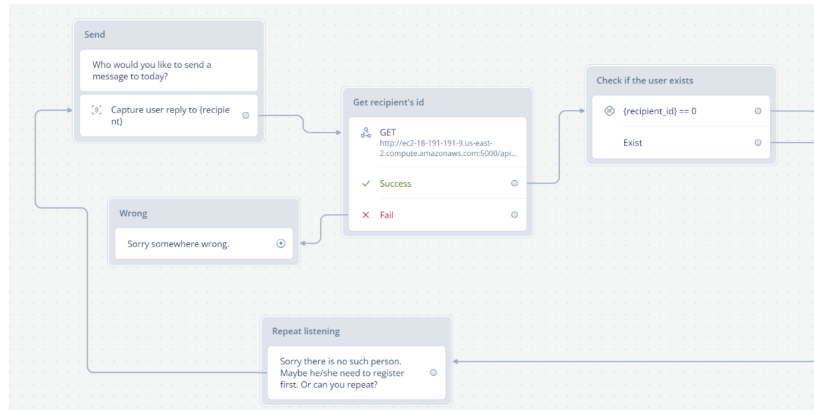 Send
Who would you like to send a
message to today?
Capture user reply to {recipie
nt}
Get recipient's id
GET
http://ec2-18-191-191-9.us-east-
2.compute.amazonaws.com:5000/api...
Success
Fail
Check if the user exists
{recipient_id} == 0
Exist
Wrong
Sorry somewhere wrong.
Repeat listening
Sorry there is no such person.
Maybe he/she need to register
first. Or can you repeat?